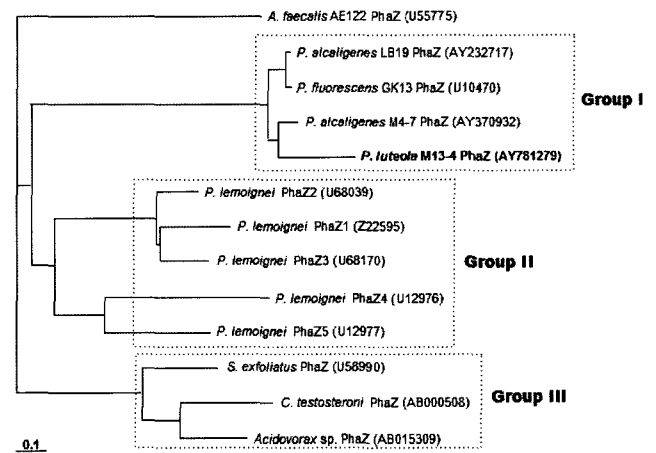 A. faecalis AE122 PhaZ (U55775)
P. alcaligenes LB19 PhaZ (AY232717)
P. fluorescens GK13 PhaZ (U10470)
Group I
P. alcaligenes M4-7 PhaZ (AY370932)
P. luteola M13-4 PhaZ (AY781279)
P. lemoignei PhaZ2 (U68039)
P. lemoignei PhaZ1 (Z22595)
P. lemoignei PhaZ3 (U68170)
Group II
P. lemoignei PhaZ4 (U12976)
P. lemoignei PhaZ5 (U12977)
S. exfoliatus PhaZ (U58990)
Group III
C. testosteroni PhaZ (AB000508)
Acidovorax sp. PhaZ (AB015309)
0.1